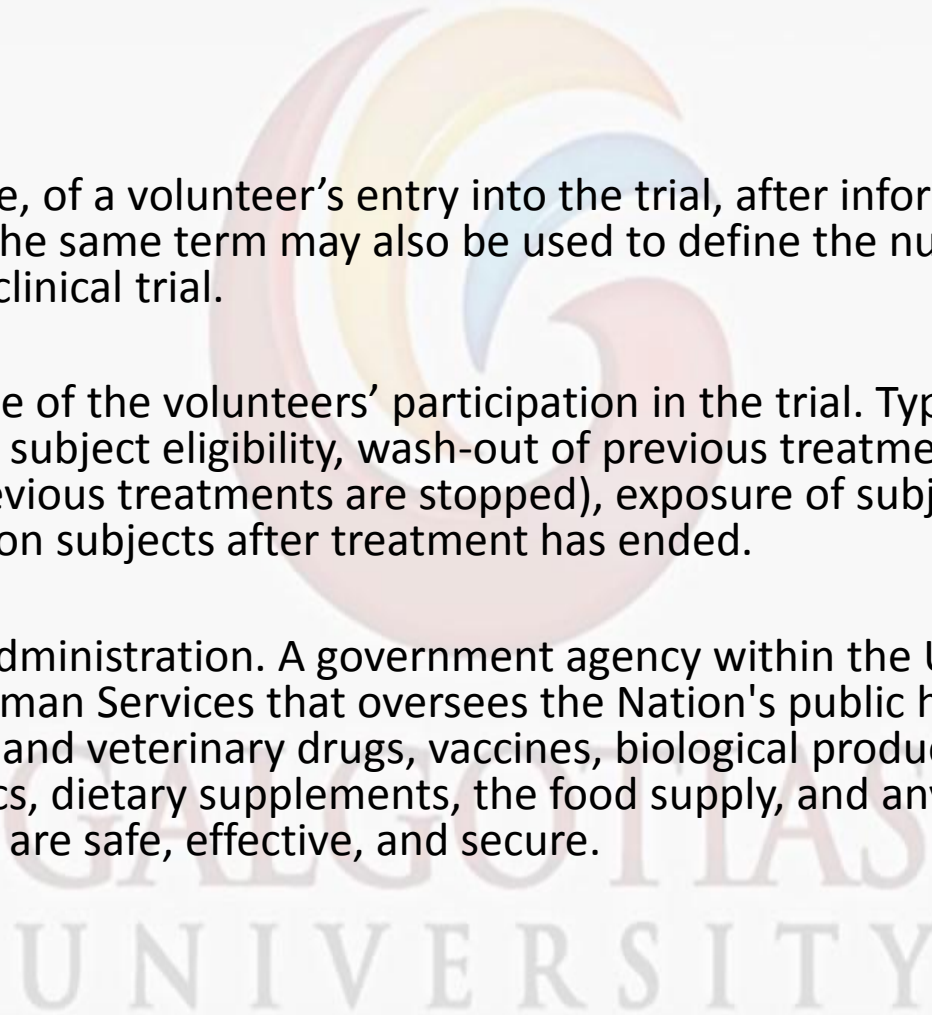 e, of a volunteer’s entry into the trial, after infor
he same term may also be used to define the nu
clinical trial.
e of the volunteers’ participation in the trial. Typ
subject eligibility, wash-out of previous treatme
evious treatments are stopped), exposure of subj
on subjects after treatment has ended.
dministration. A government agency within the U
man Services that oversees the Nation's public h
and veterinary drugs, vaccines, biological produc
cs, dietary supplements, the food supply, and any
are safe, effective, and secure.
GALGOTIAS
UNIVERSITY